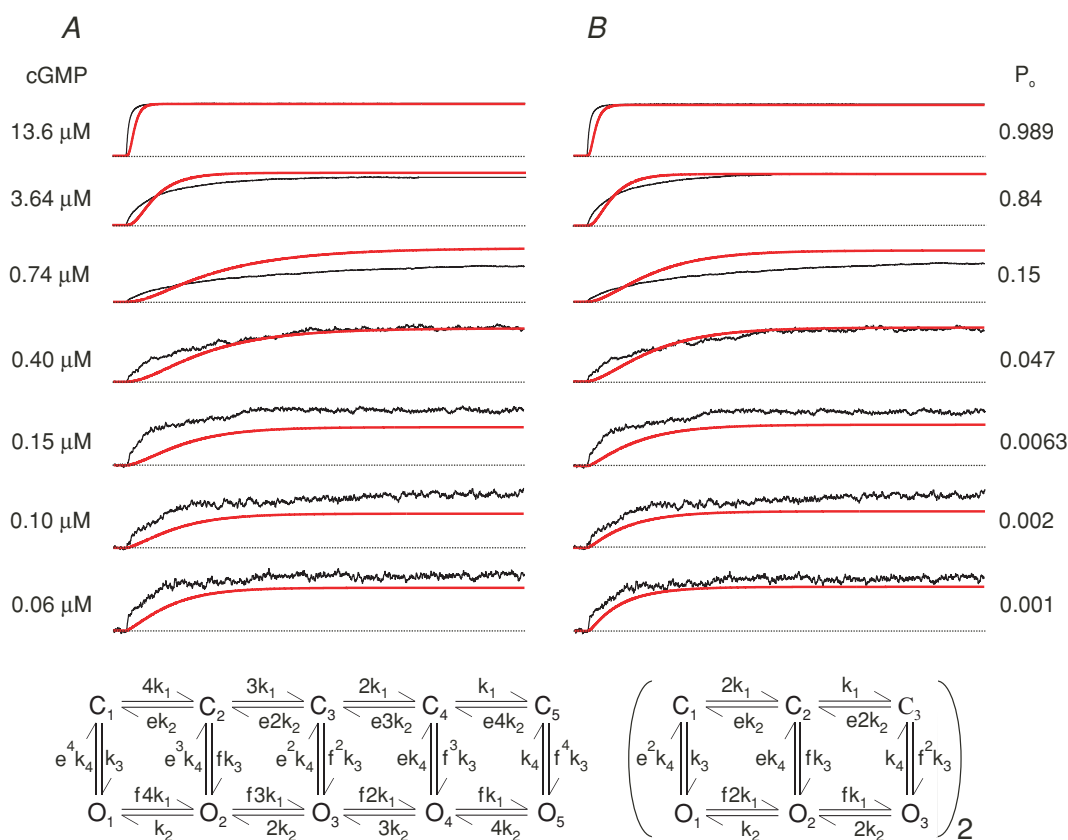 A B
cGMP P₀
13.6 μM 0.989
3.64 μM 0.84
0.74 μM 0.15
0.40 μM 0.047
0.15 μM 0.0063
0.10 μM 0.002
0.06 μM 0.001
4k₁ 3k₁ 2k₁ k₁ 2k₁ k₁
C₁ C₂ C₃ C₄ C₅ C₁ C₂ C₃
ek₂ e2k₂ e3k₂ e4k₂ ek₂ e2k₂
e⁴k₄ k₃ e³k₄ fk₃ e²k₄ f²k₃ ek₄ f³k₃ k₄ f⁴k₃ e²k₄ k₃ ek₄ fk₃ k₄ f²k₃
f4k₁ f3k₁ f2k₁ fk₁ f2k₁ fk₁
O₁ O₂ O₃ O₄ O₅ O₁ O₂ O₃
k₂ 2k₂ 3k₂ 4k₂ k₂ 2k₂ 2